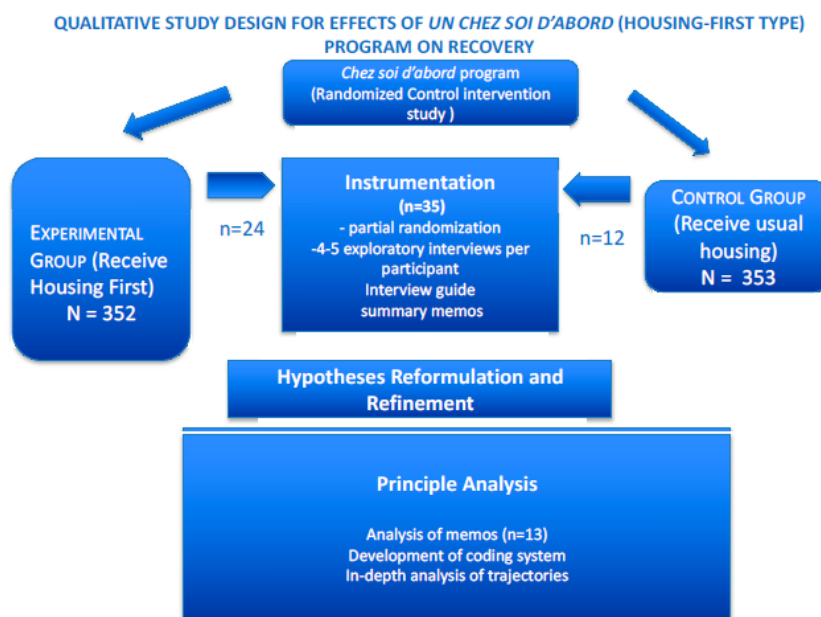 QUALITATIVE STUDY DESIGN FOR EFFECTS OF UN CHEZ SOI D'ABORD (HOUSING-FIRST TYPE)
PROGRAM ON RECOVERY
Chez soi d'abord program
(Randomized Control intervention
study )
EXPERIMENTAL
GROUP (Receive
Housing First)
N = 352
n=24
Instrumentation
(n=35)
- partial randomization
-4-5 exploratory interviews per
participant
Interview guide
summary memos
n=12
CONTROL GROUP
(Receive usual
housing)
N = 353
Hypotheses Reformulation and
Refinement
Principle Analysis
Analysis of memos (n=13)
Development of coding system
In-depth analysis of trajectories